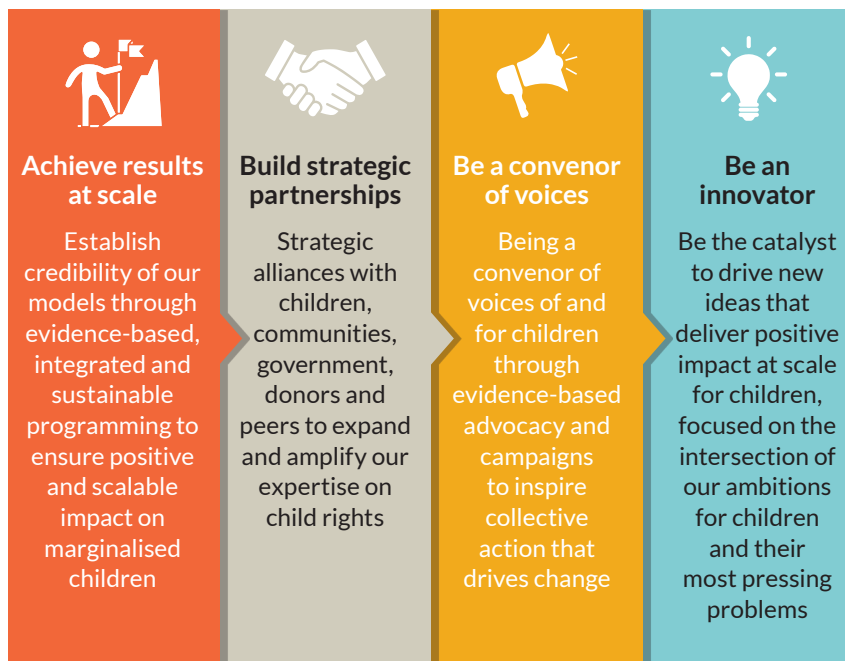 Achieve results
at scale
Establish
credibility of our
models through
evidence-based,
integrated and
sustainable
programming to
ensure positive
and scalable
impact on
marginalised
children
Build strategic
partnerships
Strategic
alliances with
children,
communities,
government,
donors and
peers to expand
and amplify our
expertise on
child rights
Be a convenor
of voices
Being a
convenor of
voices of and
for children
through
evidence-based
advocacy and
campaigns
to inspire
collective
action that
drives change
Be an
innovator
Be the catalyst
to drive new
ideas that
deliver positive
impact at scale
for children,
focused on the
intersection of
our ambitions
for children
and their
most pressing
problems